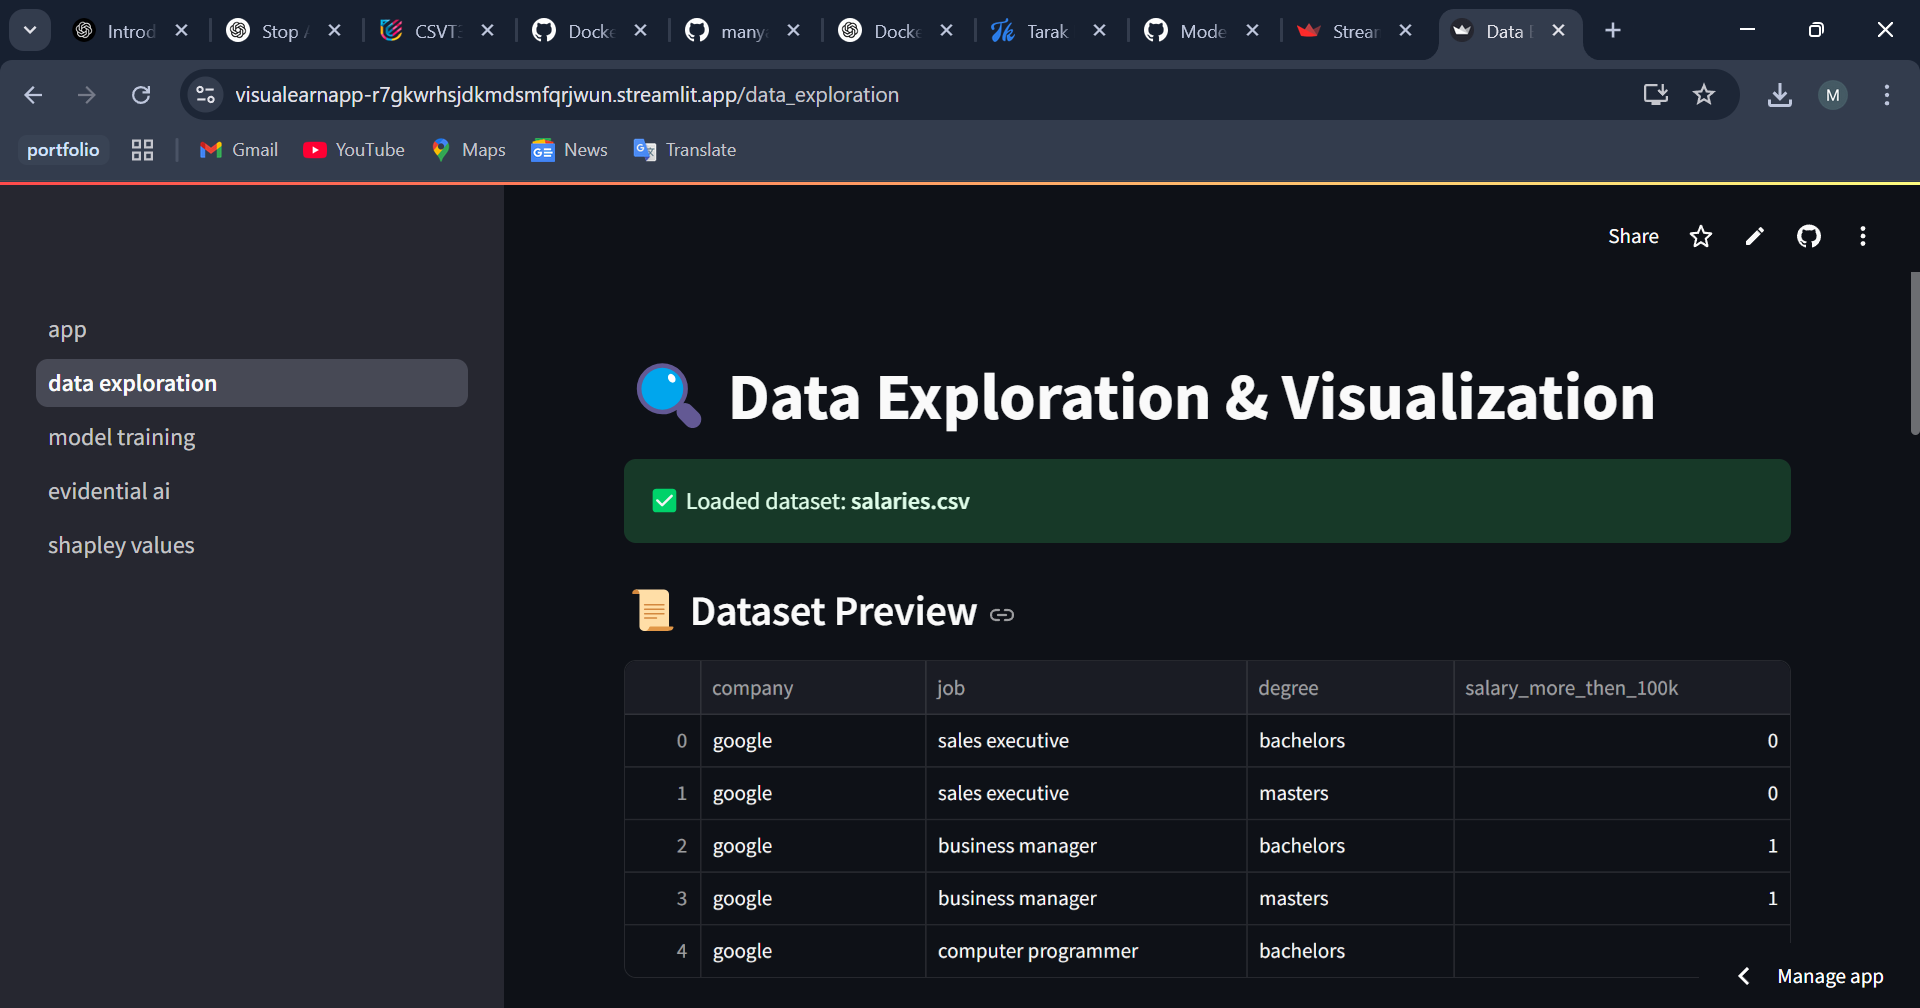 Introd
Stop
CSVT
Docke
many
Docke
Tarak
Mode
Strear
Data
visualearnapp-r7gkwrhsjdkmdsmfqrjwun.streamlit.app/data_exploration
M
portfolio
Gmail
YouTube
Maps
News
Translate
Share
app
data exploration
model training
evidential ai
shapley values
Data Exploration & Visualization
Loaded dataset: salaries.csv
Dataset Preview
company job degree salary_more_then_100k
0 google sales executive bachelors 0
1 google sales executive masters 0
2 google business manager bachelors 1
3 google business manager masters 1
4 google computer programmer bachelors
Manage app